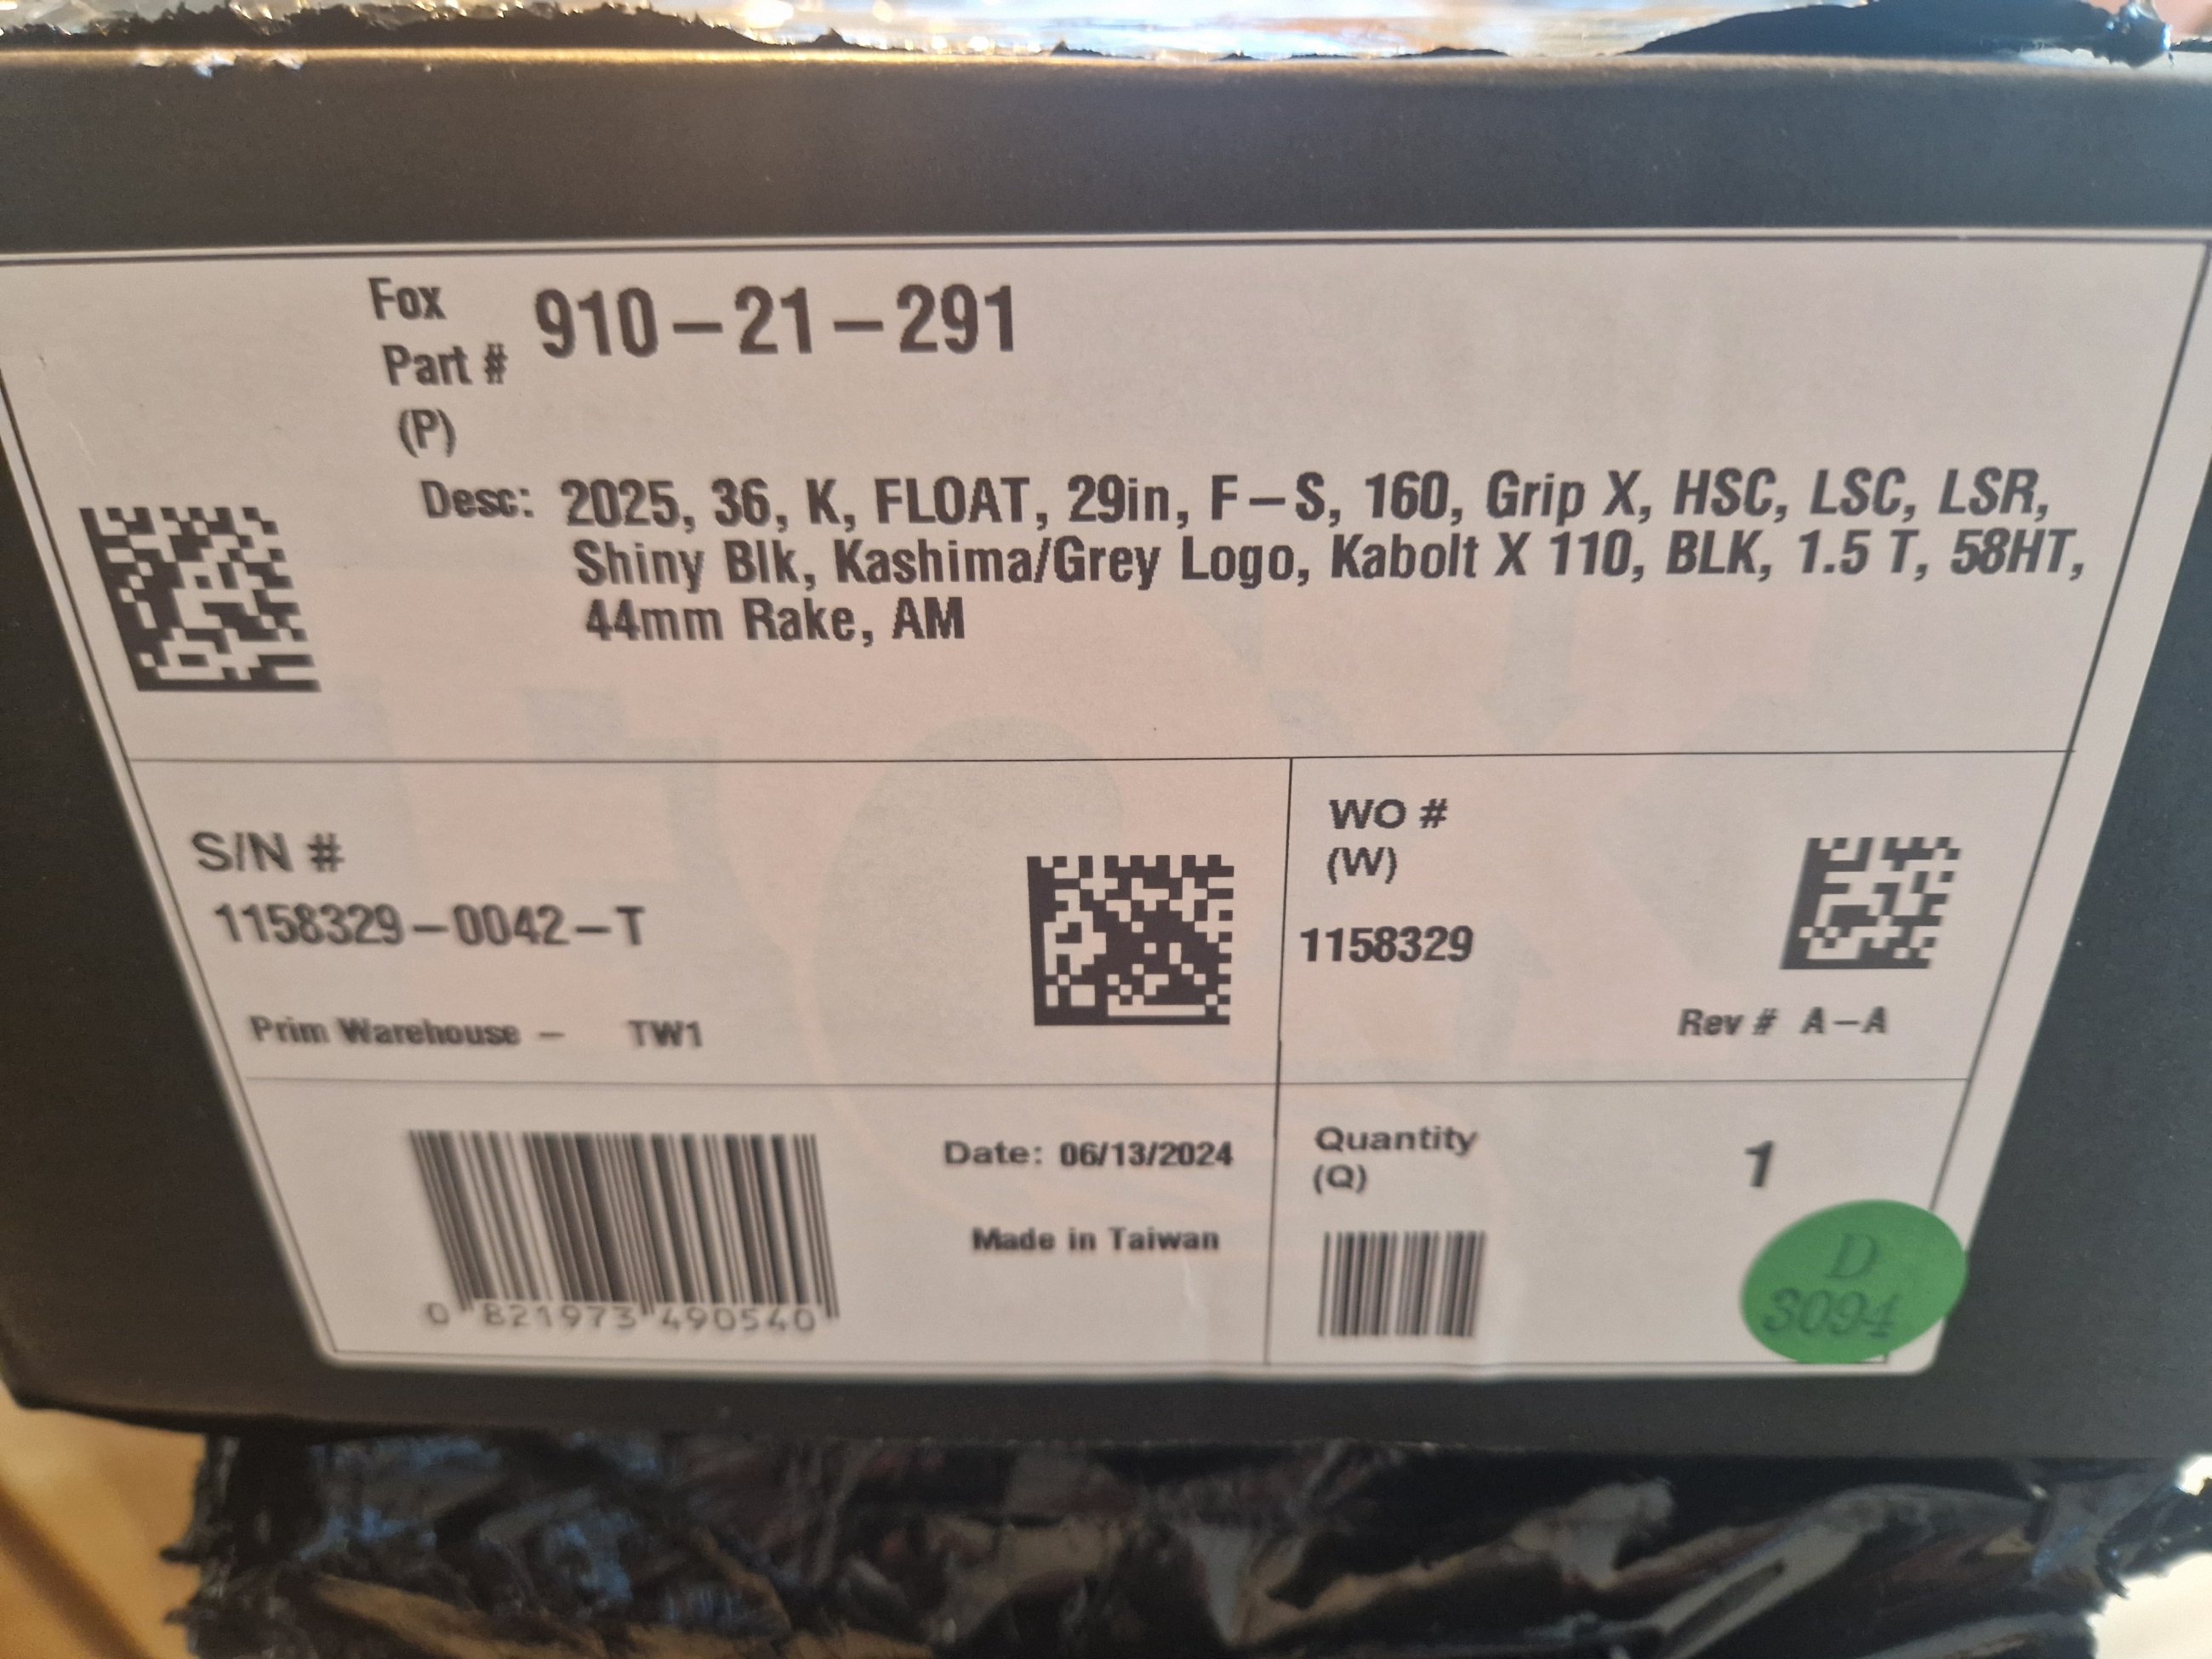 Fox
Part # 910-21-291
(P)
Desc: 2025, 36, K, FLOAT, 29in, F-S, 160, Grip X, HSC, LSC, LSR,
Shiny Blk, Kashima/Grey Logo, Kabolt X 110, BLK, 1.5 T, 58HT,
44mm Rake, AM
S/N #
1158329-0042-T
Prim Warehouse - TW1
WO #
(W)
1158329
Rev # A-A
Date: 06/13/2024
Made in Taiwan
0 821973 490540
Quantity
(Q)
1
D
S094